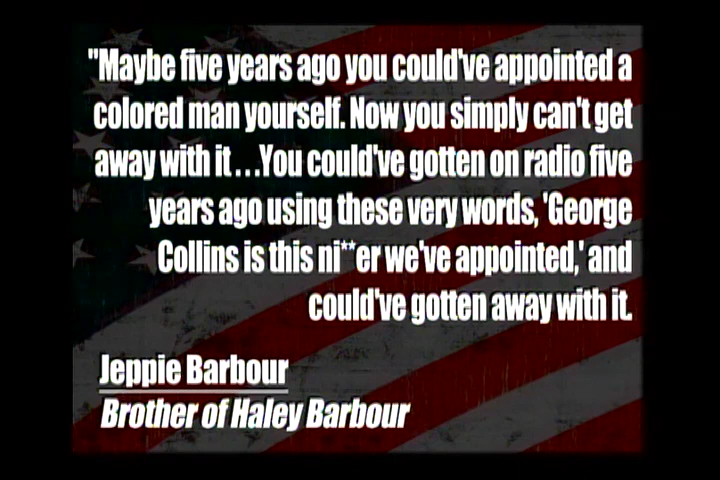 "Maybe five years ago you could've appointed a
colored man yourself. Now you simply can't get
away with it...You could've gotten on radio five
years ago using these very words, 'George
Collins is this ni**er we've appointed,' and
could've gotten away with it.
Jeppie Barbour
Brother of Haley Barbour